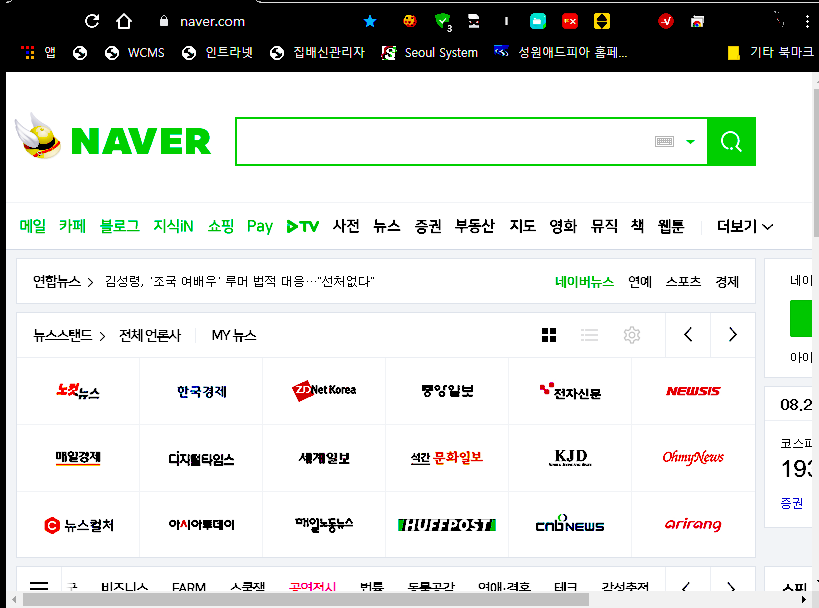 naver.com
3
앱 WCMS 인트라넷 집배신관리자 Seoul System 성원애드피아 홈페... 기타 북마크
NAVER
메일 카페 블로그 지식iN 쇼핑 Pay TV 사전 뉴스 증권 부동산 지도 영화 뮤직 책 웹툰 더보기
연합뉴스 > 김성령, '조국 여배우' 루머 법적 대응…"선처없다" 네이버뉴스 연예 스포츠 경제
네이
뉴스스탠드 > 전체언론사 MY뉴스
아이
노컷뉴스 한국경제 ZDNet Korea 중앙일보 전자신문 NEWSIS
08.2
매일경제 디지털타임스 세계일보 석간 문화일보 KJD OhmyNews
코스피
193
증권
뉴스컬처 아시아투데이 매일노동뉴스 HUFFPOST CNBNEWS arirang
비즈니스 FARM 스쿨잼 공연전시 법률 동물공감 연애·결혼 테크 감성충전
쇼핑